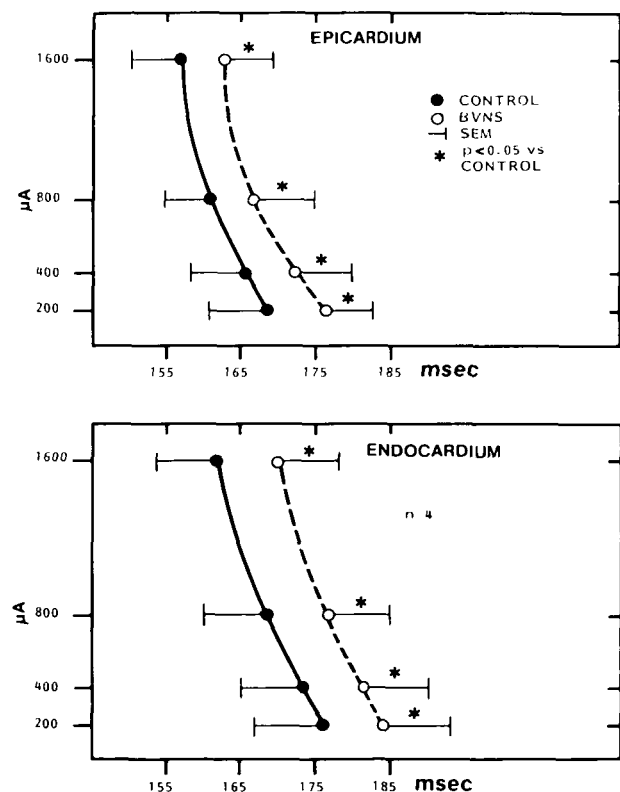 EPICARDIUM
1600
CONTROL
BVNS
SEM
* p<0.05 vs
CONTROL
800
μA
400
200
155 165 175 185 msec
ENDOCARDIUM
1600
n 4
800
μA
400
200
155 165 175 185 msec